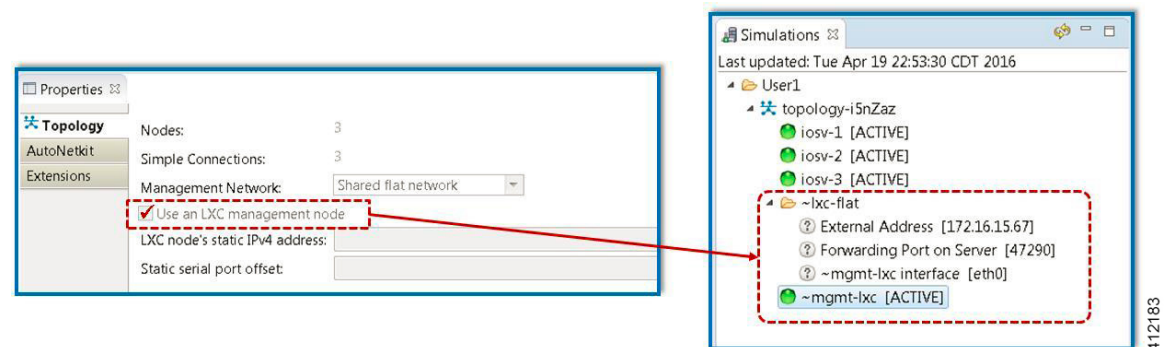 Properties
Topology
AutoNetkit
Extensions
Nodes: 3
Simple Connections: 3
Management Network: Shared flat network
Use an LXC management node
LXC node's static IPv4 address:
Static serial port offset:
Simulations
Last updated: Tue Apr 19 22:53:30 CDT 2016
User1
topology-i5nZaz
iosv-1 [ACTIVE]
iosv-2 [ACTIVE]
iosv-3 [ACTIVE]
~lxc-flat
External Address [172.16.15.67]
Forwarding Port on Server [47290]
~mgmt-lxc interface [eth0]
~mgmt-lxc [ACTIVE]
412183